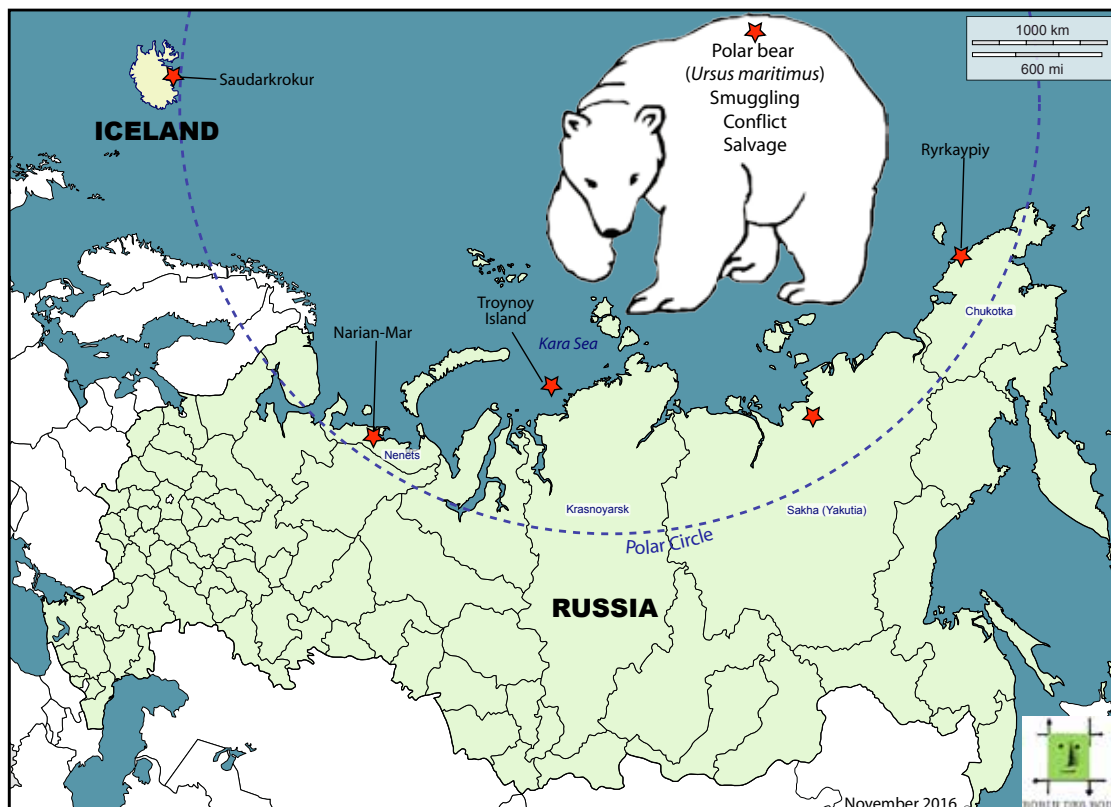 1000 km
600 mi
Polar bear
(Ursus maritimus)
Smuggling
Conflict
Salvage
Saudarkrokur
ICELAND
Ryrkaypiy
Troynoy
Island
Chukotka
Narian-Mar
Kara Sea
Nenets
Krasnoyarsk
Sakha (Yakutia)
Polar Circle
RUSSIA
November 2016